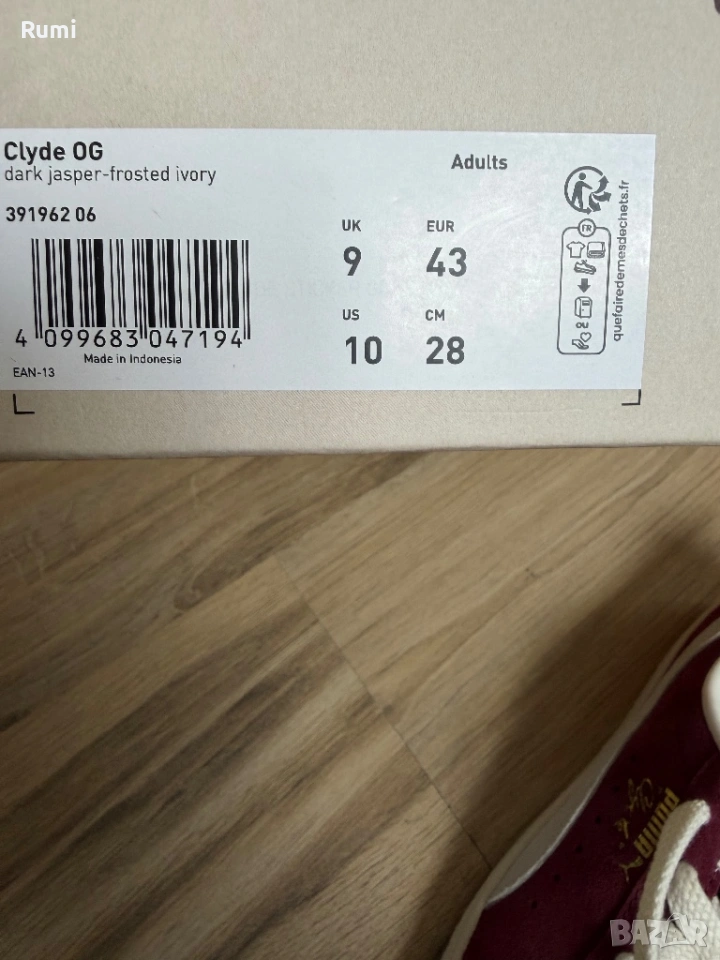 Rumi
Clyde OG
dark jasper-frosted ivory
Adults
391962 06
UK
EUR
9
43
US
CM
10
28
4 099683 047194
Made in Indonesia
EAN-13
FR
quefairedemesdechets.fr
PUMA
BAZAR